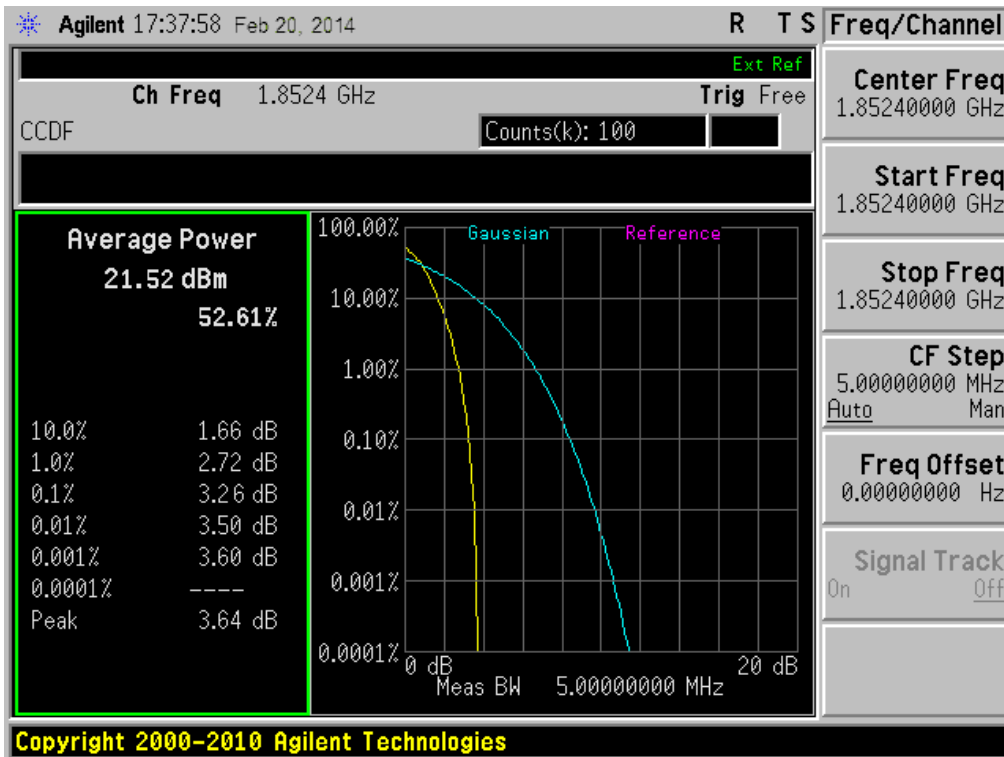 Agilent 17:37:58 Feb 20, 2014 R T S
Ext Ref
Ch Freq 1.8524 GHz Trig Free
CCDF
Counts(k): 100
Average Power
21.52 dBm
52.61%
10.0% 1.66 dB
1.0% 2.72 dB
0.1% 3.26 dB
0.01% 3.50 dB
0.001% 3.60 dB
0.0001% ----
Peak 3.64 dB
Gaussian Reference
100.00%
10.00%
1.00%
0.10%
0.01%
0.001%
0.0001%
0 dB 20 dB
Meas BW 5.00000000 MHz
Freq/Channel
Center Freq
1.85240000 GHz
Start Freq
1.85240000 GHz
Stop Freq
1.85240000 GHz
CF Step
5.00000000 MHz
Auto Man
Freq Offset
0.00000000 Hz
Signal Track
On Off
Copyright 2000-2010 Agilent Technologies